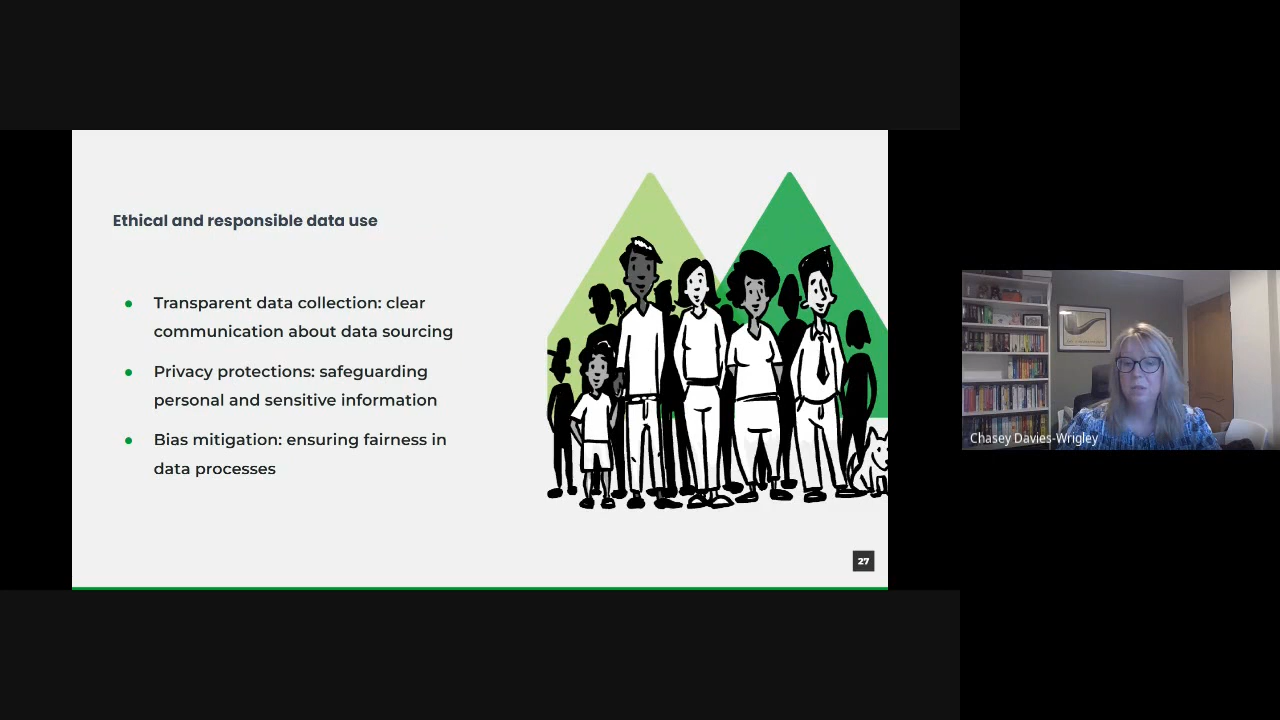 Ethical and responsible data use
Transparent data collection: clear
communication about data sourcing
Privacy protections: safeguarding
personal and sensitive information
Bias mitigation: ensuring fairness in
data processes
27
Chasey Davies-Wrigley